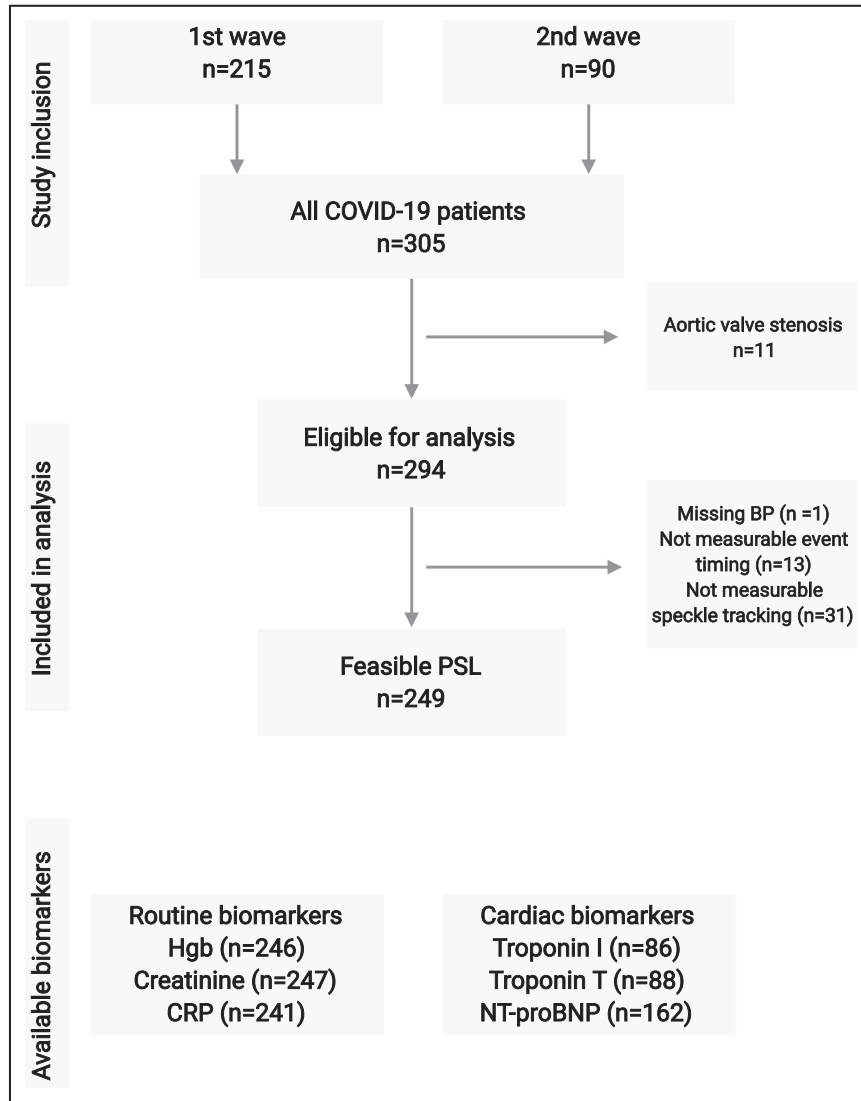 Study inclusion
1st wave
n=215
2nd wave
n=90
All COVID-19 patients
n=305
Aortic valve stenosis
n=11
Included in analysis
Eligible for analysis
n=294
Missing BP (n =1)
Not measurable event
timing (n=13)
Not measurable
speckle tracking (n=31)
Feasible PSL
n=249
Available biomarkers
Routine biomarkers
Hgb (n=246)
Creatinine (n=247)
CRP (n=241)
Cardiac biomarkers
Troponin I (n=86)
Troponin T (n=88)
NT-proBNP (n=162)